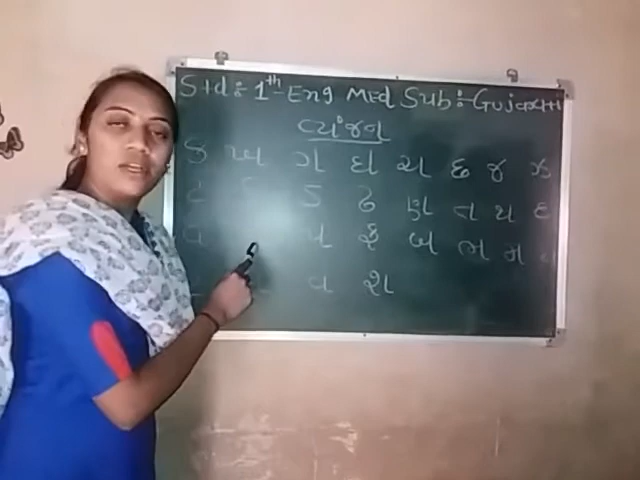 Std:- 1th Eng Med Sub:- Gujarati
વ્યંજન
ક ખ ગ ઘ ચ છ જ ઝ
ટ ડ ઢ ણ ત થ દ
ધ પ ફ બ ભ મ
વ શ